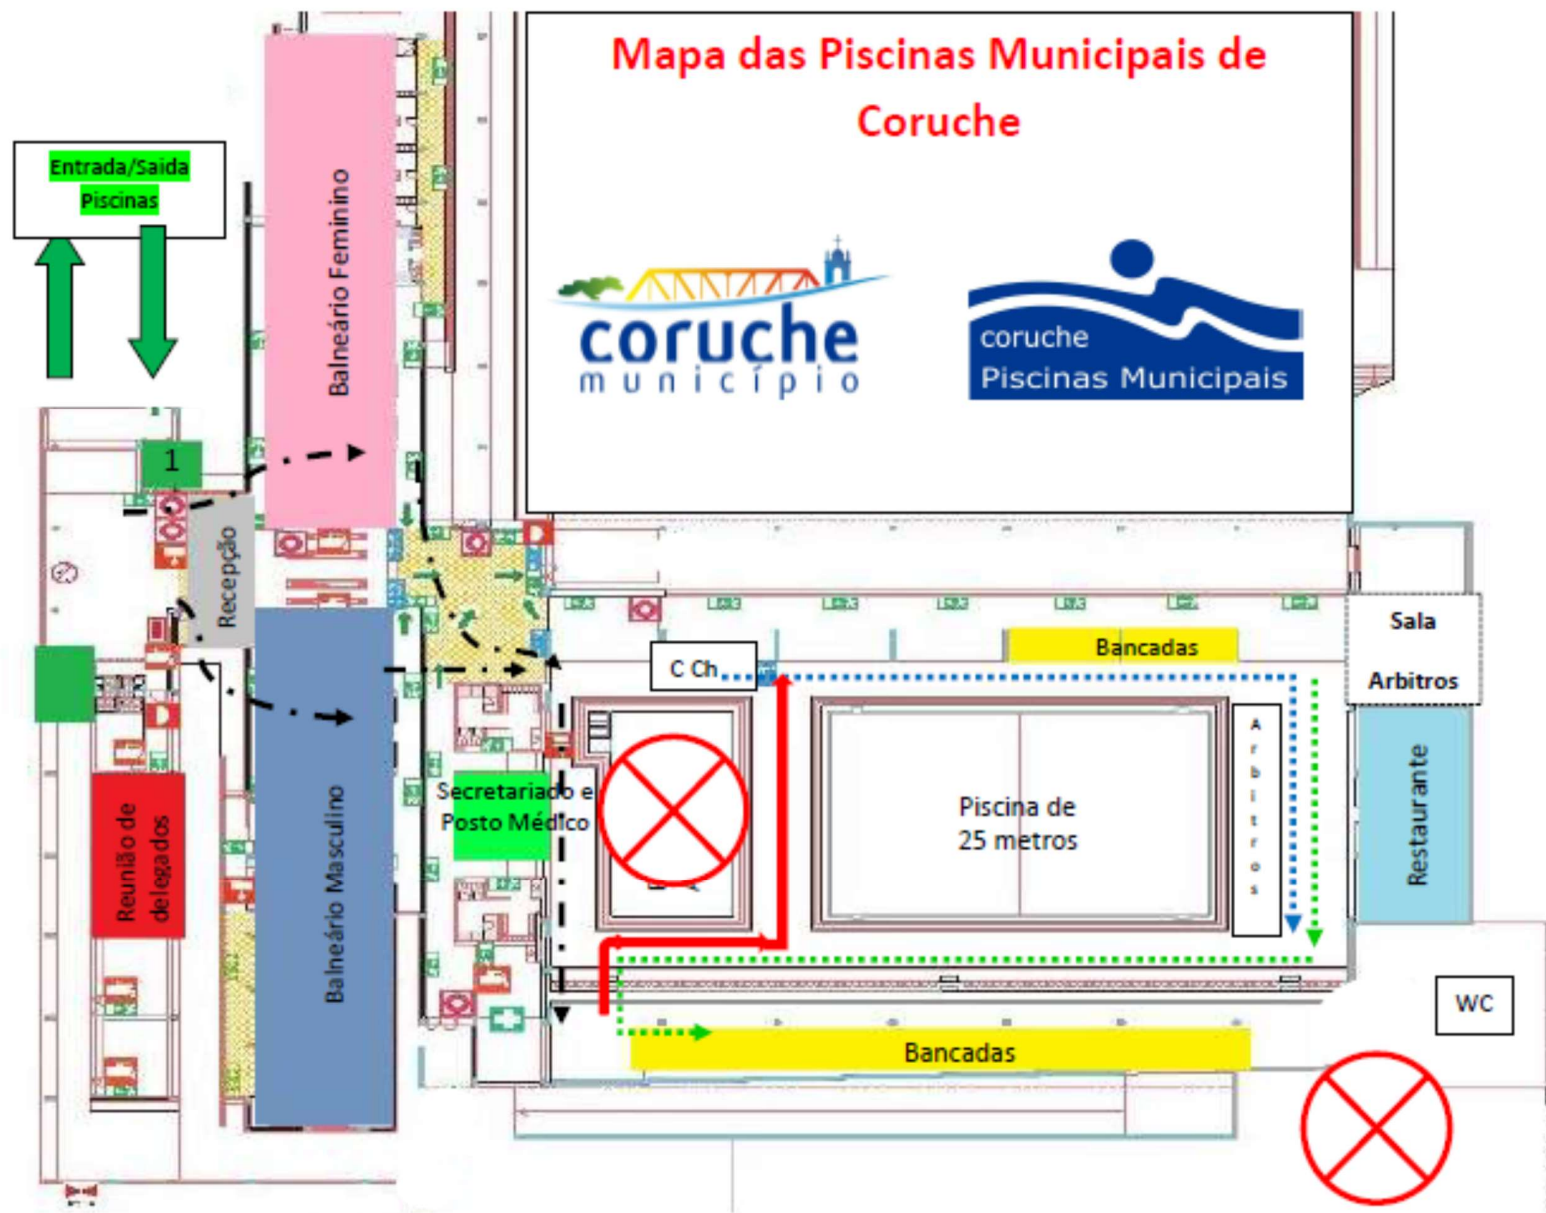 Mapa das Piscinas Municipais de
Coruche
Entrada/Saida
Piscinas
coruche
município
coruche
Piscinas Municipais
Balneário Feminino
1
Recepção
Balneário Masculino
Reunião de
delegados
Secretariado e
Posto Médico
C Ch
Bancadas
Sala
Arbitros
Piscina de
25 metros
Arbitros
Restaurante
WC
Bancadas